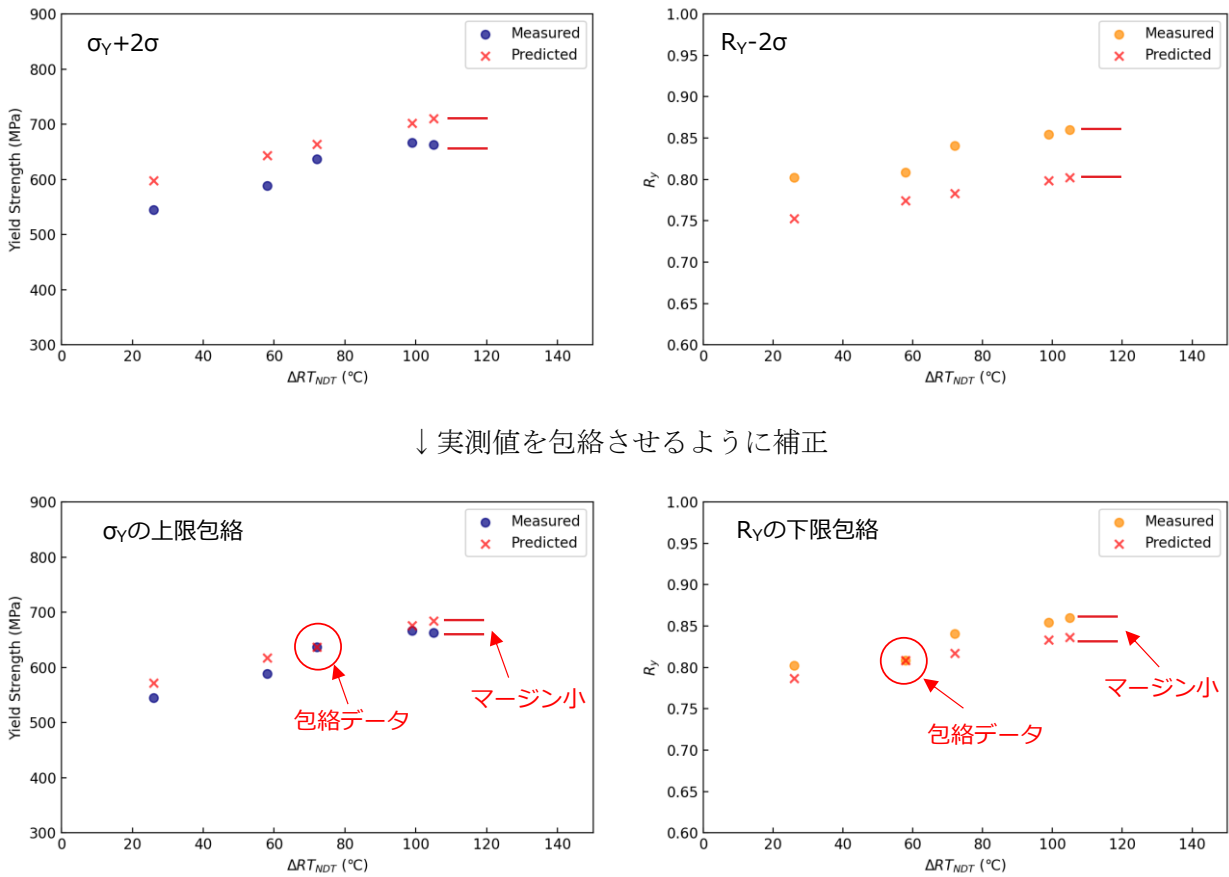 σY+2σ
Measured
Predicted
900
800
700
600
500
400
300
Yield Strength (MPa)
0
20
40
60
80
100
120
140
ΔRTNDT (℃)
RY-2σ
Measured
Predicted
1.00
0.95
0.90
0.85
0.80
0.75
0.70
0.65
0.60
Ry
0
20
40
60
80
100
120
140
ΔRTNDT (℃)
↓実測値を包絡させるように補正
σYの上限包絡
Measured
Predicted
900
800
700
600
500
400
300
Yield Strength (MPa)
包絡データ
マージン小
0
20
40
60
80
100
120
140
ΔRTNDT (℃)
RYの下限包絡
Measured
Predicted
1.00
0.95
0.90
0.85
0.80
0.75
0.70
0.65
0.60
Ry
マージン小
包絡データ
0
20
40
60
80
100
120
140
ΔRTNDT (℃)